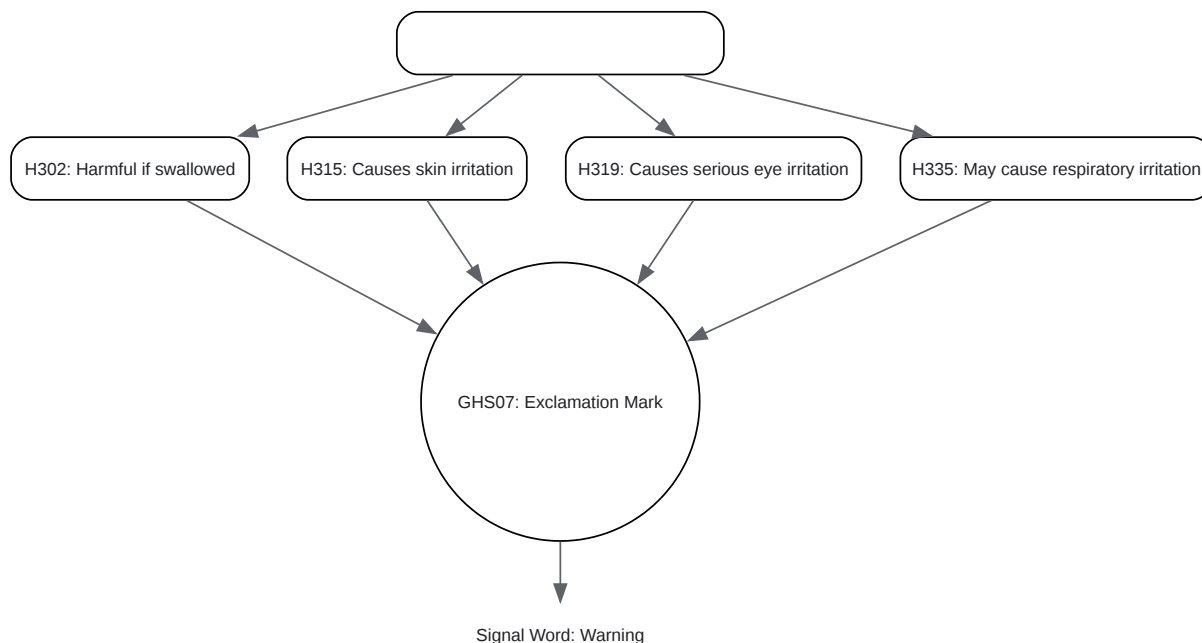 H302: Harmful if swallowed
H315: Causes skin irritation
H319: Causes serious eye irritation
H335: May cause respiratory irritation
GHS07: Exclamation Mark
Signal Word: Warning